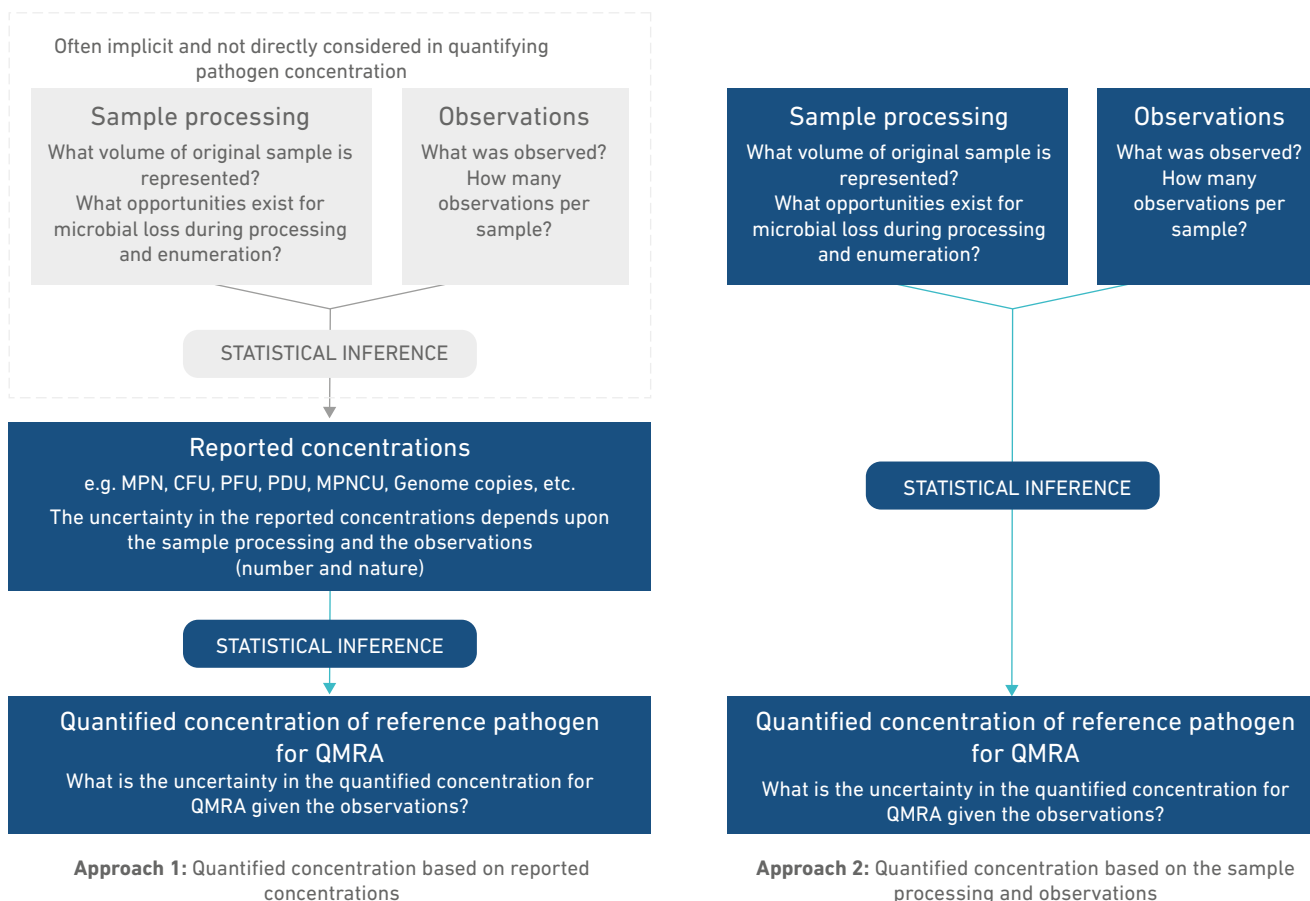 Often implicit and not directly considered in quantifying
pathogen concentration
Sample processing
What volume of original sample is
represented?
What opportunities exist for
microbial loss during processing
and enumeration?
Observations
What was observed?
How many
observations per
sample?
STATISTICAL INFERENCE
Reported concentrations
e.g. MPN, CFU, PFU, PDU, MPNCU, Genome copies, etc.
The uncertainty in the reported concentrations depends upon
the sample processing and the observations
(number and nature)
STATISTICAL INFERENCE
Quantified concentration of reference pathogen
for QMRA
What is the uncertainty in the quantified concentration for
QMRA given the observations?
Approach 1: Quantified concentration based on reported
concentrations
Sample processing
What volume of original sample is
represented?
What opportunities exist for
microbial loss during processing
and enumeration?
Observations
What was observed?
How many
observations per
sample?
STATISTICAL INFERENCE
Quantified concentration of reference pathogen
for QMRA
What is the uncertainty in the quantified concentration for
QMRA given the observations?
Approach 2: Quantified concentration based on the sample
processing and observations